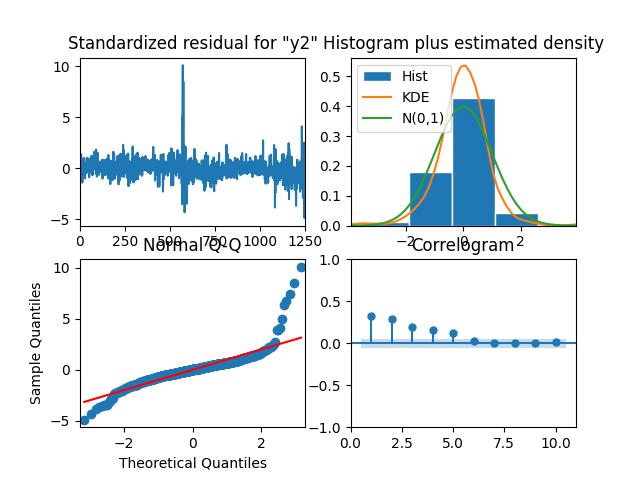 Standardized residual for "y2"
10
5
0
−5
0 250 500 750 1000 1250
Histogram plus estimated density
Hist
KDE
N(0,1)
0.5
0.4
0.3
0.2
0.1
0.0
−2 0 2
Normal Q-Q
Sample Quantiles
10
5
0
−5
−2 0 2
Theoretical Quantiles
Correlogram
1.0
0.5
0.0
−0.5
−1.0
0.0 2.5 5.0 7.5 10.0